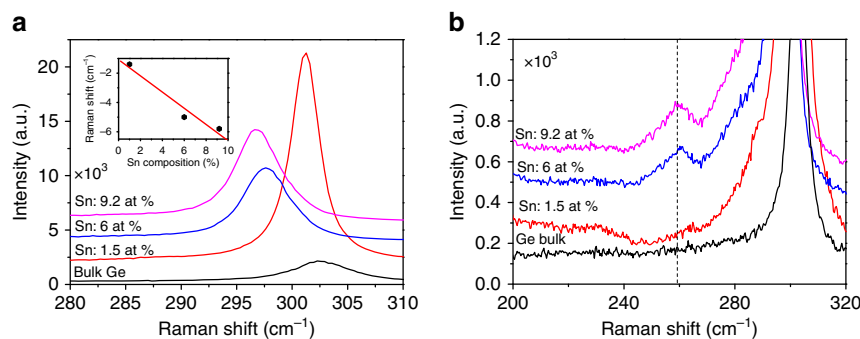 a
20
15
10
5
0
×10³
Intensity (a.u.)
Raman shift (cm⁻¹)
−2
−4
−6
0 2 4 6 8 10
Sn composition (%)
Sn: 9.2 at %
Sn: 6 at %
Sn: 1.5 at %
Bulk Ge
280 285 290 295 300 305 310
Raman shift (cm⁻¹)
b
1.2
1.0
0.8
0.6
0.4
0.2
0.0
×10³
Intensity (a.u.)
Sn: 9.2 at %
Sn: 6 at %
Sn: 1.5 at %
Ge bulk
200 240 280 320
Raman shift (cm⁻¹)